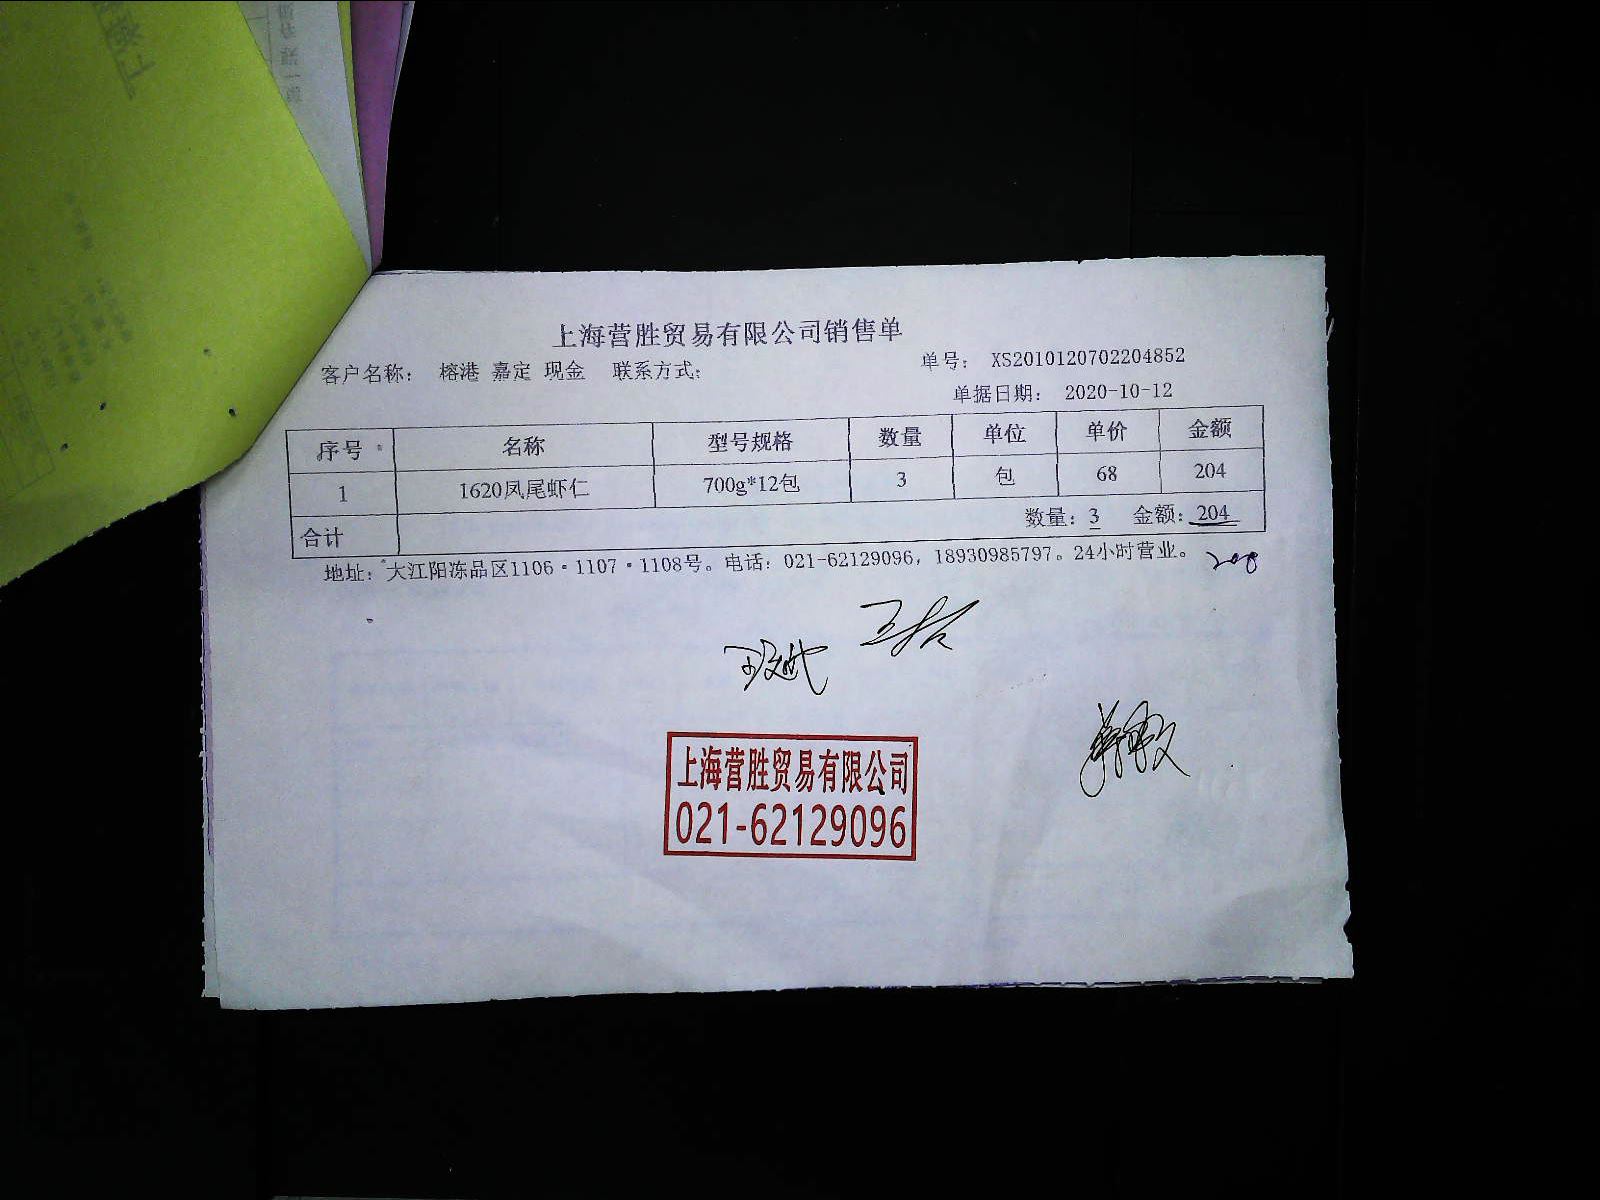 上海营胜贸易有限公司销售单
客户名称： 榕港 嘉定 现金 联系方式： 单号： XS2010120702204852
单据日期： 2020-10-12
序号 名称 型号规格 数量 单位 单价 金额
1 1620凤尾虾仁 700g*12包 3 包 68 204
合计 数量：3 金额：204
地址：大江阳冻品区1106·1107·1108号。电话：021-62129096，18930985797。24小时营业。
200
上海营胜贸易有限公司
021-62129096